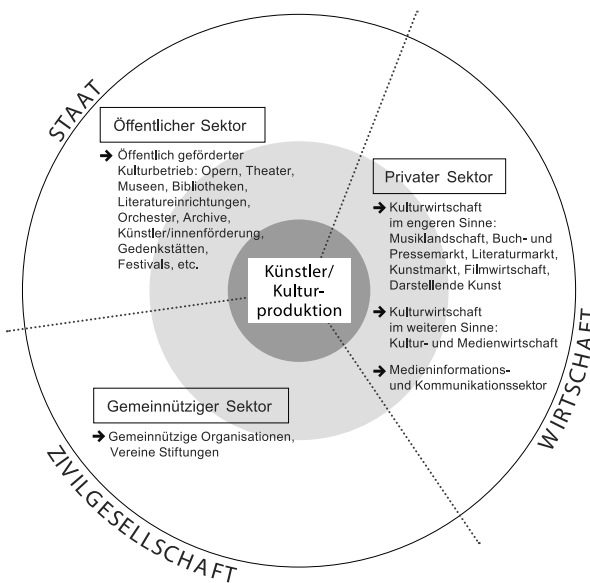 STAAT
Öffentlicher Sektor
➔ Öffentlich geförderter
Kulturbetrieb: Opern, Theater,
Museen, Bibliotheken,
Literatureinrichtungen,
Orchester, Archive,
Künstler/innenförderung,
Gedenkstätten,
Festivals, etc.
Privater Sektor
➔ Kulturwirtschaft
im engeren Sinne:
Musiklandschaft, Buch- und
Pressemarkt, Literaturmarkt,
Kunstmarkt, Filmwirtschaft,
Darstellende Kunst
➔ Kulturwirtschaft
im weiteren Sinne:
Kultur- und Medienwirtschaft
➔ Medieninformations-
und Kommunikationssektor
WIRTSCHAFT
Künstler/
Kultur-
produktion
Gemeinnütziger Sektor
➔ Gemeinnützige Organisationen,
Vereine Stiftungen
ZIVILGESELLSCHAFT